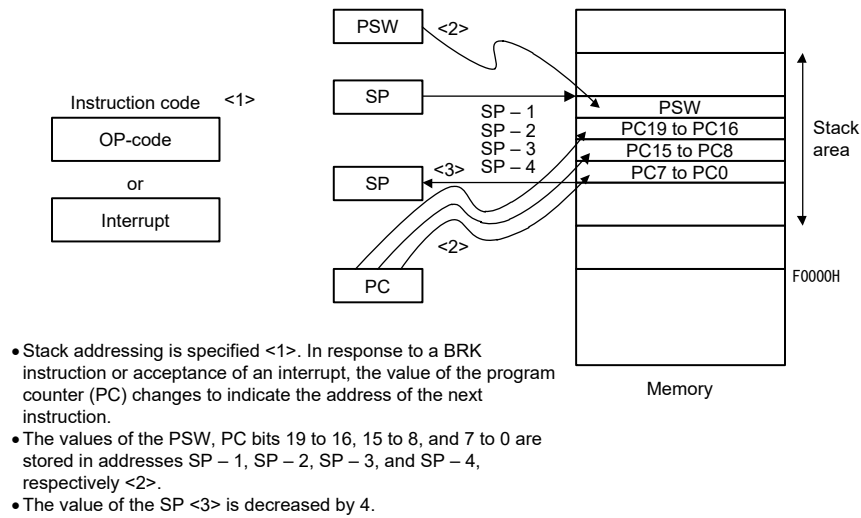 PSW
<2>
SP
Instruction code <1>
OP-code
or
Interrupt
SP – 1
SP – 2
SP – 3
SP – 4
SP
<3>
<2>
PC
PSW
PC19 to PC16
PC15 to PC8
PC7 to PC0
Stack
area
F0000H
Memory
• Stack addressing is specified <1>. In response to a BRK
instruction or acceptance of an interrupt, the value of the program
counter (PC) changes to indicate the address of the next
instruction.
• The values of the PSW, PC bits 19 to 16, 15 to 8, and 7 to 0 are
stored in addresses SP – 1, SP – 2, SP – 3, and SP – 4,
respectively <2>.
• The value of the SP <3> is decreased by 4.